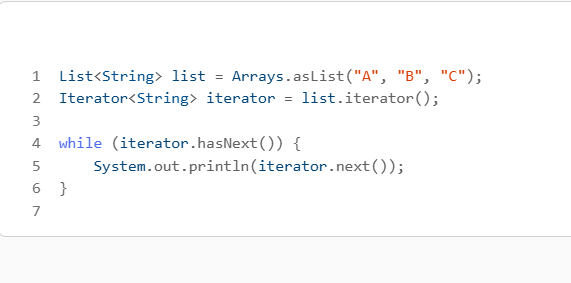 1 List<String> list = Arrays.asList("A", "B", "C");
2 Iterator<String> iterator = list.iterator();
3
4 while (iterator.hasNext()) {
5     System.out.println(iterator.next());
6 }
7